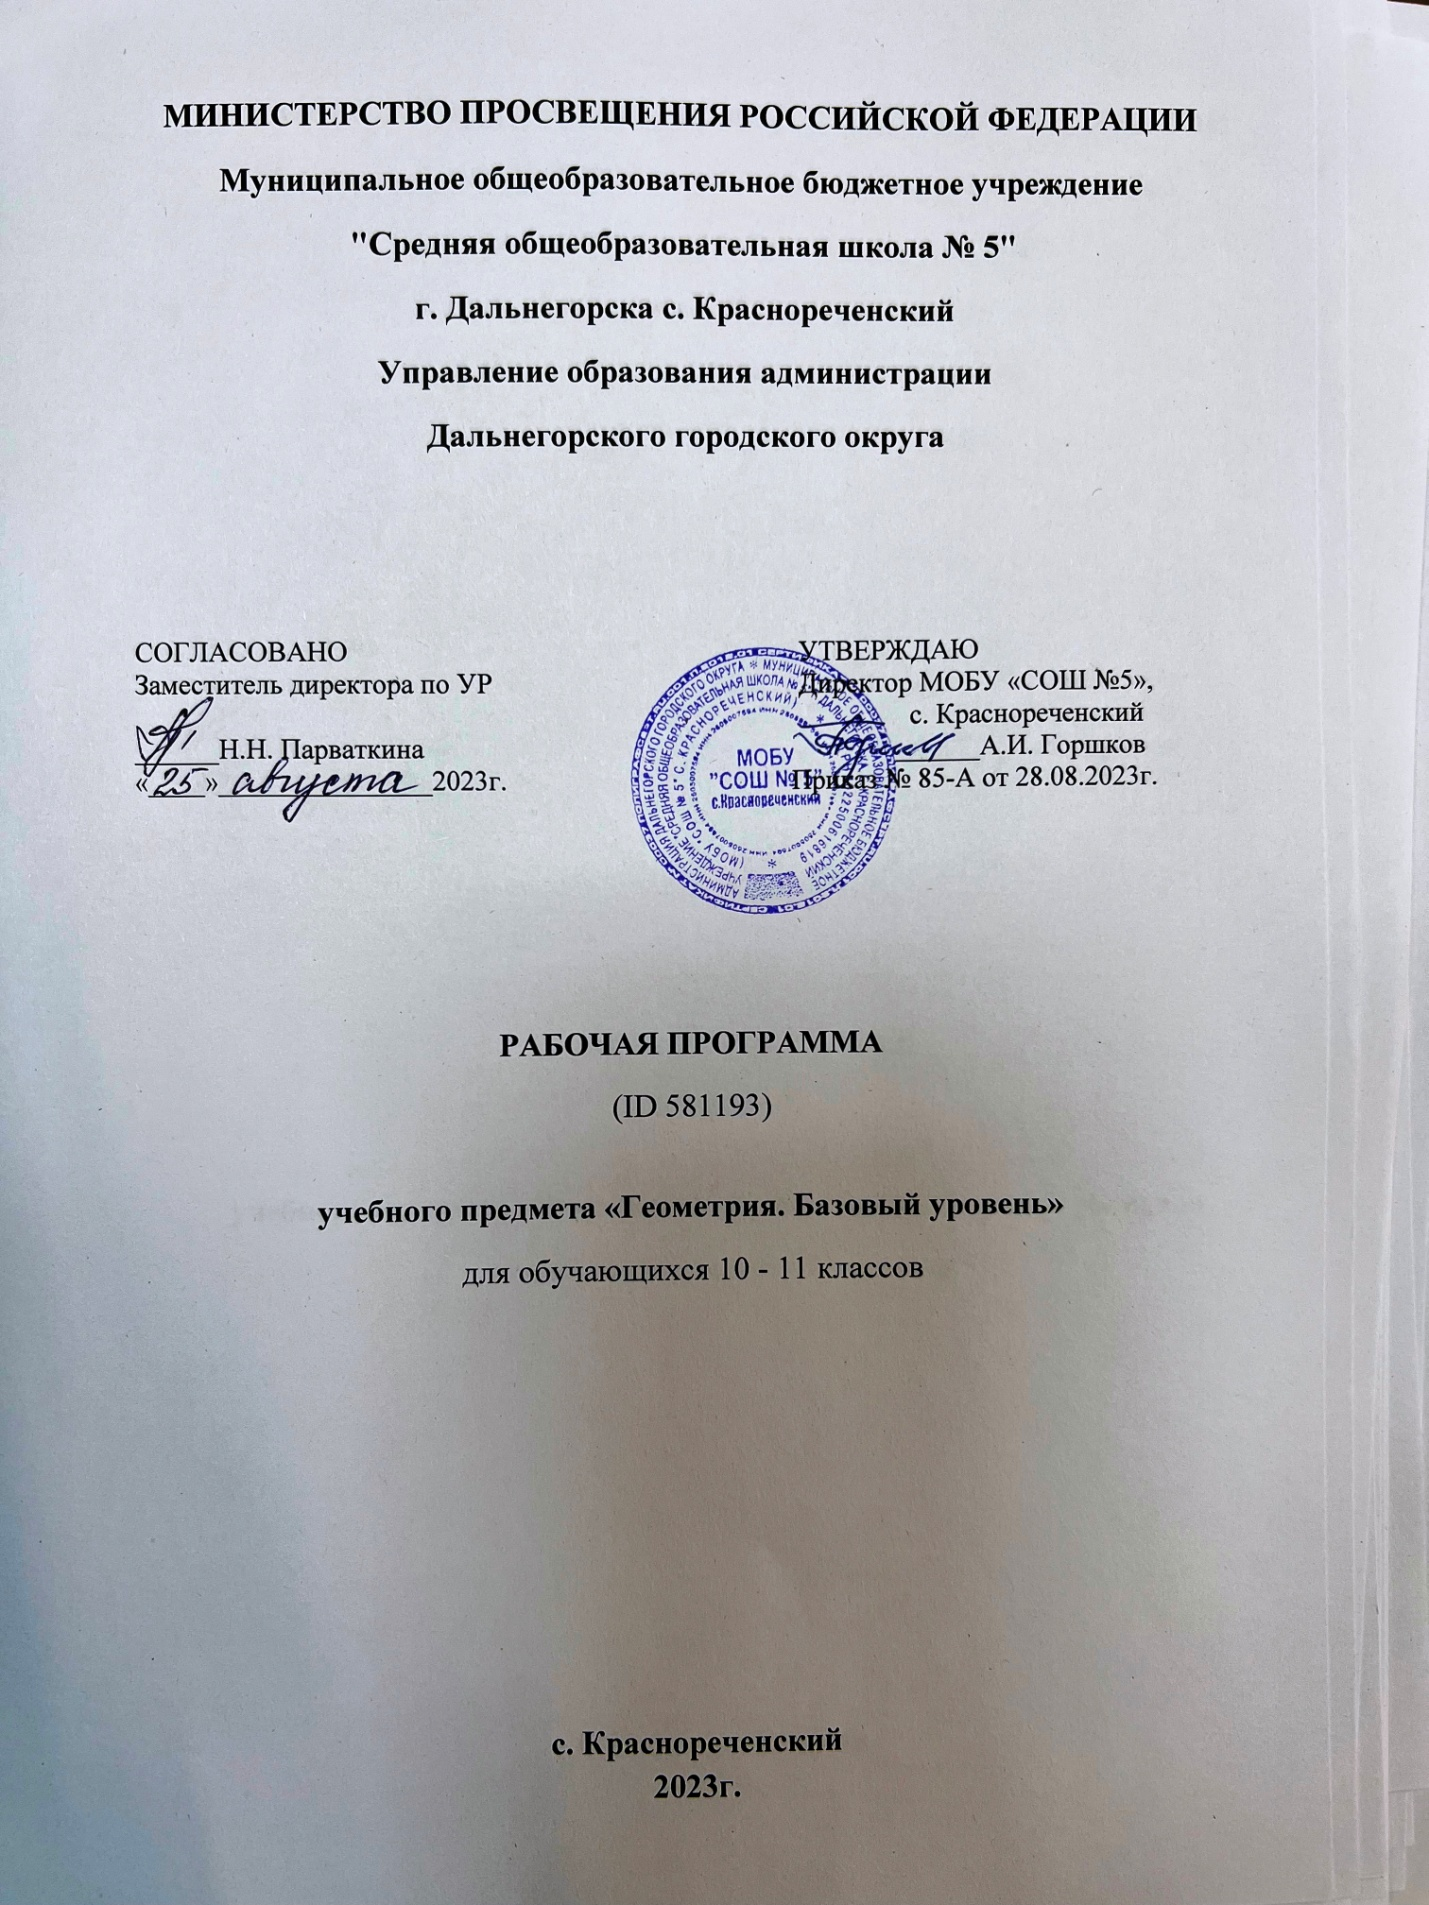 МИНИСТЕРСТВО ПРОСВЕЩЕНИЯ РОССИЙСКОЙ ФЕДЕРАЦИИ
Муниципальное общеобразовательное бюджетное учреждение
"Средняя общеобразовательная школа № 5"
г. Дальнегорска с. Краснореченский
Управление образования администрации
Дальнегорского городского округа
СОГЛАСОВАНО
Заместитель директора по УР
Н.Н. Парваткина
«25» августа 2023г.
УТВЕРЖДАЮ
Директор МОБУ «СОШ №5»,
с. Краснореченский
А.И. Горшков
Приказ № 85-А от 28.08.2023г.
МОБУ
"СОШ № 5"
с.Краснореченский
РАБОЧАЯ ПРОГРАММА
(ID 581193)
учебного предмета «Геометрия. Базовый уровень»
для обучающихся 10 - 11 классов
с. Краснореченский
2023г.